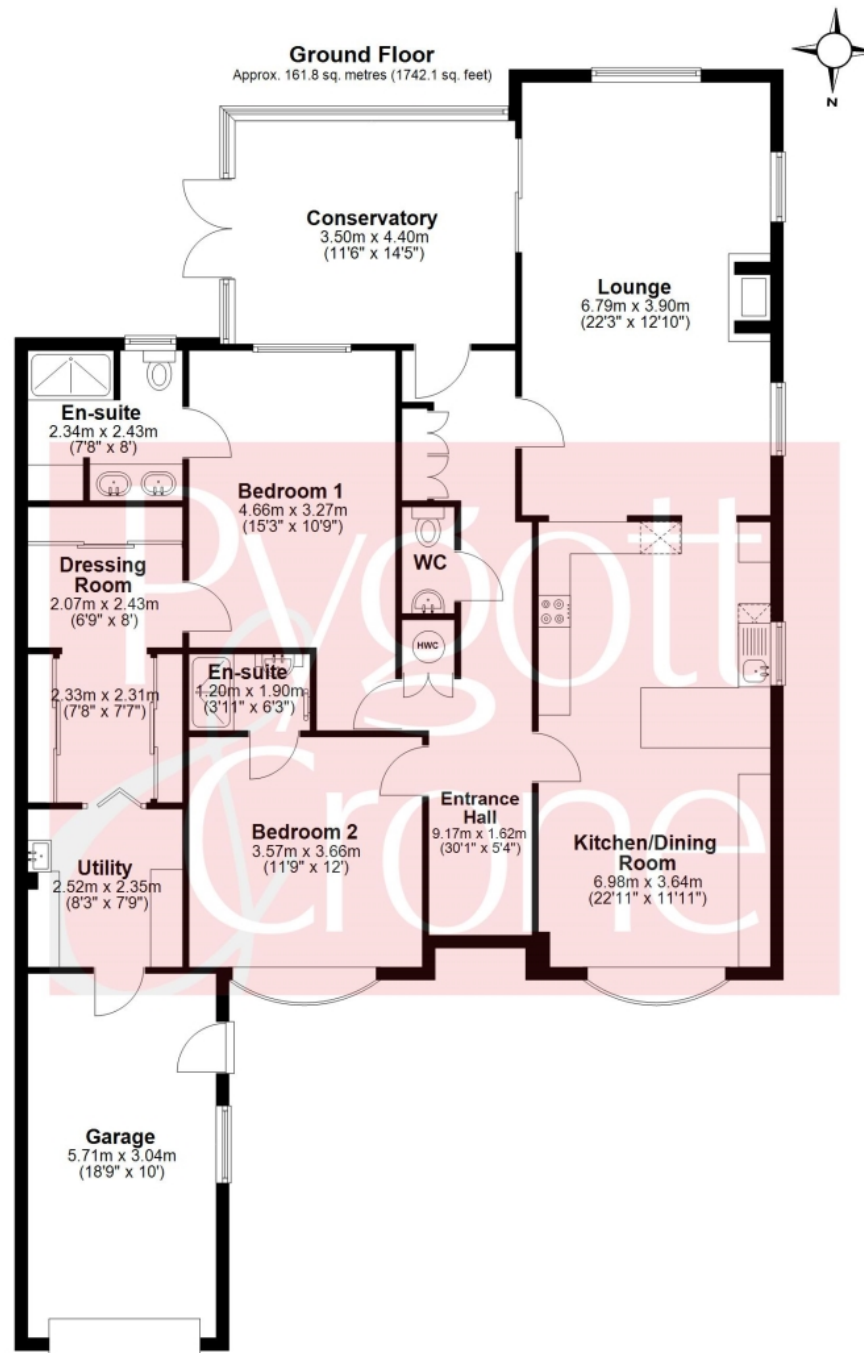 Ground Floor
Approx. 161.8 sq. metres (1742.1 sq. feet)
N
Conservatory
3.50m x 4.40m
(11'6" x 14'5")
Lounge
6.79m x 3.90m
(22'3" x 12'10")
En-suite
2.34m x 2.43m
(7'8" x 8')
Bedroom 1
4.66m x 3.27m
(15'3" x 10'9")
WC
Dressing
Room
2.07m x 2.43m
(6'9" x 8')
HWC
En-suite
1.20m x 1.90m
(3'11" x 6'3")
2.33m x 2.31m
(7'8" x 7'7")
Entrance
Hall
9.17m x 1.62m
(30'1" x 5'4")
Bedroom 2
3.57m x 3.66m
(11'9" x 12')
Kitchen/Dining
Room
6.98m x 3.64m
(22'11" x 11'11")
Utility
2.52m x 2.35m
(8'3" x 7'9")
Garage
5.71m x 3.04m
(18'9" x 10')
Pygott
& Crone